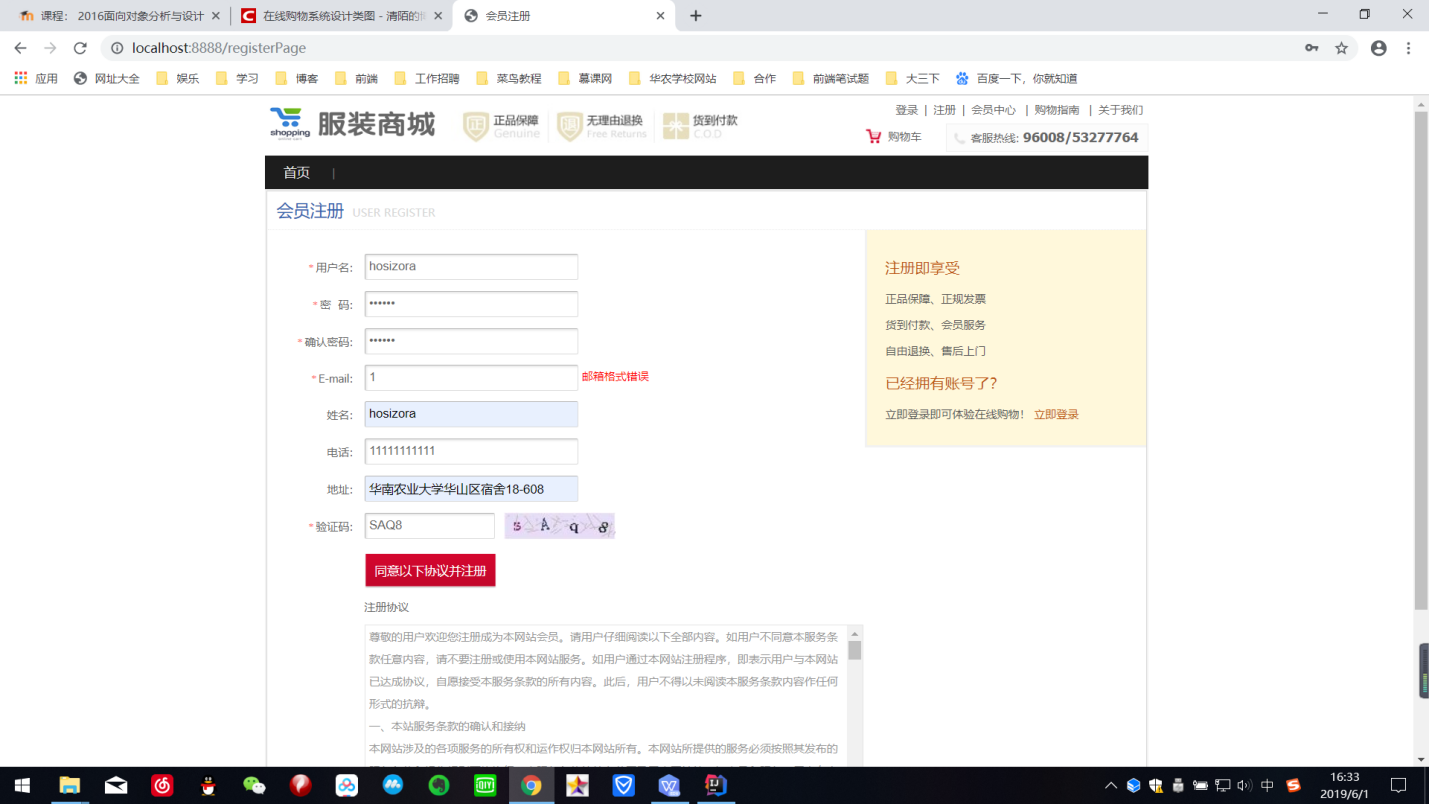 课程： 2016面向对象分析与设计
在线购物系统设计类图 - 清陌的
会员注册
localhost:8888/registerPage
应用 网址大全 娱乐 学习 博客 前端 工作招聘 菜鸟教程 慕课网 华农学校网站 合作 前端笔试题 大三下 百度一下，你就知道
shopping 服装商城
正 正品保障 Genuine
退 无理由退换 Free Returns
货到付款 C.O.D
登录 | 注册 | 会员中心 | 购物指南 | 关于我们
购物车 客服热线: 96008/53277764
首页 |
会员注册 USER REGISTER
*用户名: hosizora
*密 码: ••••••
*确认密码: ••••••
*E-mail: 1 邮箱格式错误
姓名: hosizora
电话: 11111111111
地址: 华南农业大学华山区宿舍18-608
*验证码: SAQ8 s A q 8
同意以下协议并注册
注册协议
尊敬的用户欢迎您注册成为本网站会员。请用户仔细阅读以下全部内容。如用户不同意本服务条
款任意内容，请不要注册或使用本网站服务。如用户通过本网站注册程序，即表示用户与本网站
已达成协议，自愿接受本服务条款的所有内容。此后，用户不得以未阅读本服务条款内容作任何
形式的抗辩。
一、本站服务条款的确认和接纳
本网站涉及的各项服务的所有权和运作权归本网站所有。本网站所提供的服务必须按照其发布的
注册即享受
正品保障、正规发票
货到付款、会员服务
自由退换、售后上门
已经拥有账号了？
立即登录即可体验在线购物！ 立即登录
中
16:33
2019/6/1